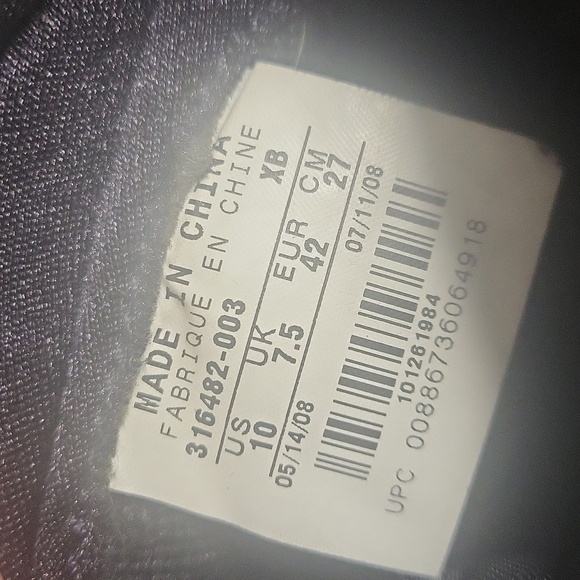 MADE IN CHINA
FABRIQUE EN CHINE
316482-003 XB
US UK EUR CM
10 7.5 42 27
05/14/08 07/11/08
101261984
UPC 00886736064918